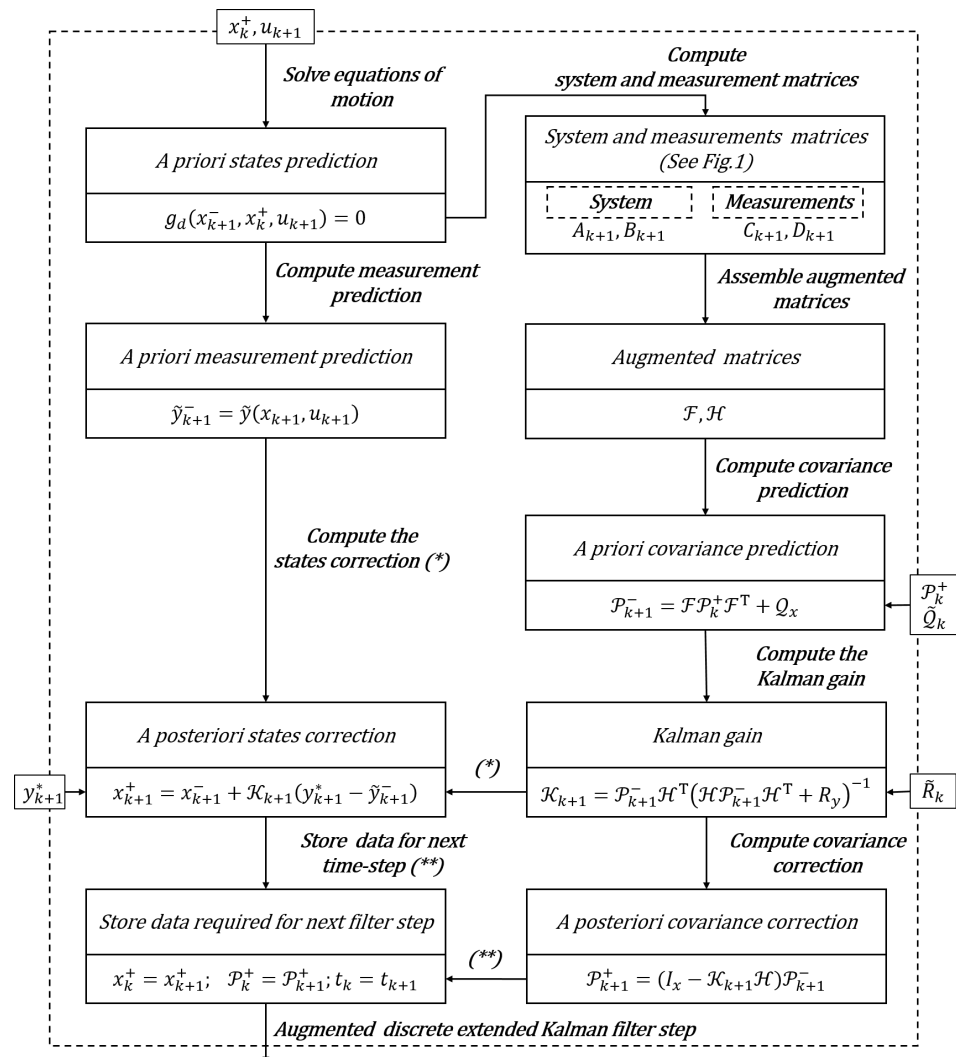 x_k^+, u_{k+1}
Solve equations of
motion
Compute
system and measurement matrices
A priori states prediction
g_d(x_{k+1}^-, x_k^+, u_{k+1}) = 0
System and measurements matrices
(See Fig.1)
System
Measurements
A_{k+1}, B_{k+1}
C_{k+1}, D_{k+1}
Compute measurement
prediction
Assemble augmented
matrices
A priori measurement prediction
ỹ_{k+1}^- = ỹ(x_{k+1}, u_{k+1})
Augmented matrices
ℱ, ℋ
Compute covariance
prediction
Compute the
states correction (*)
A priori covariance prediction
𝒫_{k+1}^- = ℱ𝒫_k^+ℱ^T + 𝒬_x
𝒫_k^+
𝒬̃_k
Compute the
Kalman gain
A posteriori states correction
x_{k+1}^+ = x_{k+1}^- + 𝒦_{k+1}(y_{k+1}^* - ỹ_{k+1}^-)
y_{k+1}^*
(*)
Kalman gain
𝒦_{k+1} = 𝒫_{k+1}^-ℋ^T(ℋ𝒫_{k+1}^-ℋ^T + R_y)^{-1}
R̃_k
Store data for next
time-step (**)
Compute covariance
correction
Store data required for next filter step
x_k^+ = x_{k+1}^+; 𝒫_k^+ = 𝒫_{k+1}^+; t_k = t_{k+1}
(**)
A posteriori covariance correction
𝒫_{k+1}^+ = (I_x - 𝒦_{k+1}ℋ)𝒫_{k+1}^-
Augmented discrete extended Kalman filter step